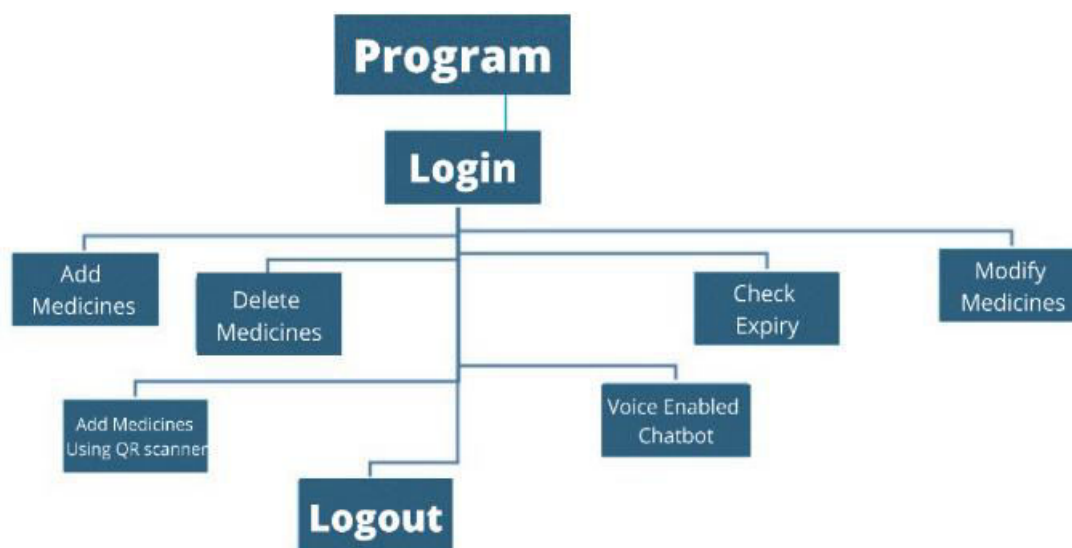 Program
Login
Add
Medicines
Delete
Medicines
Check
Expiry
Modify
Medicines
Add Medicines
Using QR scanner
Voice Enabled
Chatbot
Logout